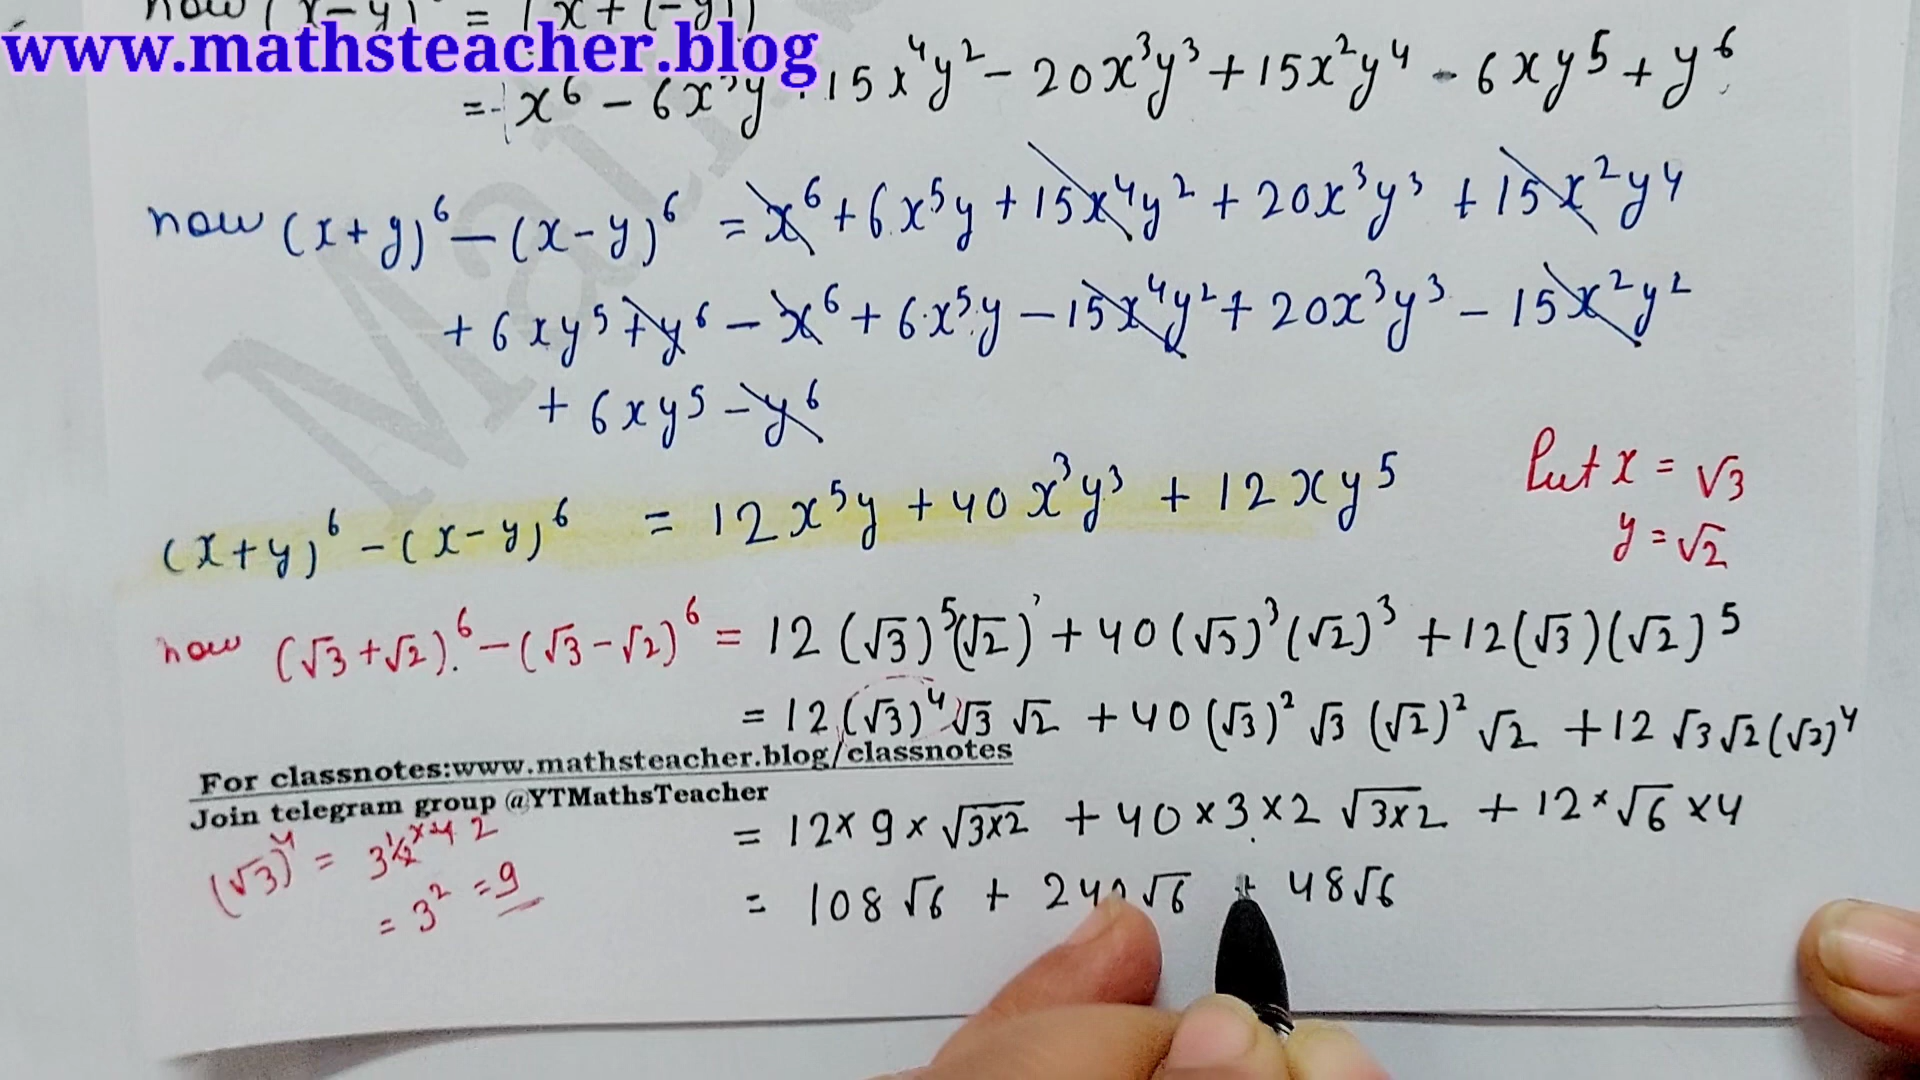 now (x-y) = (x+(-y))
www.mathsteacher.blog
= x⁶ - 6x⁵y 15x⁴y² - 20x³y³ + 15x²y⁴ - 6xy⁵ + y⁶
now (x+y)⁶ - (x-y)⁶ = x⁶ + 6x⁵y + 15x⁴y² + 20x³y³ + 15x²y⁴
+ 6xy⁵ + y⁶ - x⁶ + 6x⁵y - 15x⁴y² + 20x³y³ - 15x²y²
+ 6xy⁵ - y⁶
Put x = √3
y = √2
(x+y)⁶ - (x-y)⁶ = 12x⁵y + 40x³y³ + 12xy⁵
now (√3+√2)⁶ - (√3-√2)⁶ = 12(√3)⁵(√2) + 40(√3)³(√2)³ + 12(√3)(√2)⁵
= 12(√3)⁴√3 √2 + 40(√3)² √3 (√2)² √2 + 12 √3√2(√2)⁴
For classnotes:www.mathsteacher.blog/classnotes
Join telegram group @YTMathsTeacher
= 12 × 9 × √3×2 + 40 × 3 × 2 √3×2 + 12 × √6 × 4
(√3)⁴ = 3^½×4 2
= 3² = 9
= 108√6 + 240√6 + 48√6